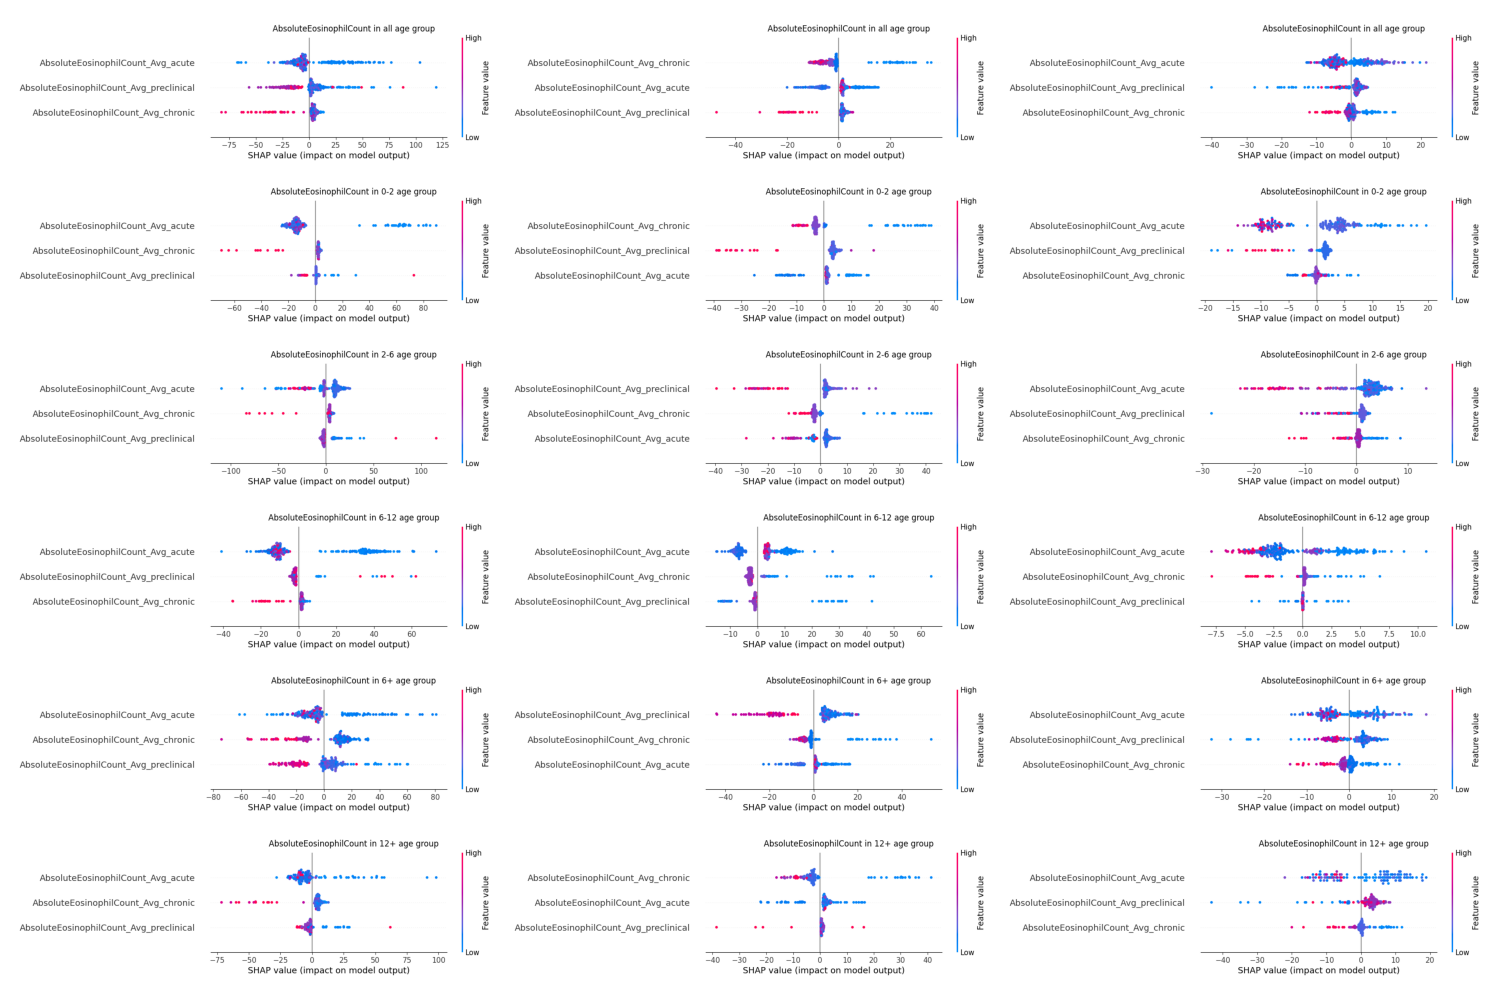 AbsoluteEosinophilCount in all age group
High
AbsoluteEosinophilCount_Avg_acute
AbsoluteEosinophilCount_Avg_preclinical
AbsoluteEosinophilCount_Avg_chronic
Feature value
Low
−75 −50 −25 0 25 50 75 100 125
SHAP value (impact on model output)
AbsoluteEosinophilCount in all age group
High
AbsoluteEosinophilCount_Avg_chronic
AbsoluteEosinophilCount_Avg_acute
AbsoluteEosinophilCount_Avg_preclinical
Feature value
Low
−40 −20 0 20
SHAP value (impact on model output)
AbsoluteEosinophilCount in all age group
High
AbsoluteEosinophilCount_Avg_acute
AbsoluteEosinophilCount_Avg_preclinical
AbsoluteEosinophilCount_Avg_chronic
Feature value
Low
−40 −30 −20 −10 0 10 20
SHAP value (impact on model output)
AbsoluteEosinophilCount in 0-2 age group
High
AbsoluteEosinophilCount_Avg_acute
AbsoluteEosinophilCount_Avg_chronic
AbsoluteEosinophilCount_Avg_preclinical
Feature value
Low
−60 −40 −20 0 20 40 60 80
SHAP value (impact on model output)
AbsoluteEosinophilCount in 0-2 age group
High
AbsoluteEosinophilCount_Avg_chronic
AbsoluteEosinophilCount_Avg_preclinical
AbsoluteEosinophilCount_Avg_acute
Feature value
Low
−40 −30 −20 −10 0 10 20 30 40
SHAP value (impact on model output)
AbsoluteEosinophilCount in 0-2 age group
High
AbsoluteEosinophilCount_Avg_acute
AbsoluteEosinophilCount_Avg_preclinical
AbsoluteEosinophilCount_Avg_chronic
Feature value
Low
−20 −15 −10 −5 0 5 10 15 20
SHAP value (impact on model output)
AbsoluteEosinophilCount in 2-6 age group
High
AbsoluteEosinophilCount_Avg_acute
AbsoluteEosinophilCount_Avg_chronic
AbsoluteEosinophilCount_Avg_preclinical
Feature value
Low
−100 −50 0 50 100
SHAP value (impact on model output)
AbsoluteEosinophilCount in 2-6 age group
High
AbsoluteEosinophilCount_Avg_preclinical
AbsoluteEosinophilCount_Avg_chronic
AbsoluteEosinophilCount_Avg_acute
Feature value
Low
−40 −30 −20 −10 0 10 20 30 40
SHAP value (impact on model output)
AbsoluteEosinophilCount in 2-6 age group
High
AbsoluteEosinophilCount_Avg_acute
AbsoluteEosinophilCount_Avg_preclinical
AbsoluteEosinophilCount_Avg_chronic
Feature value
Low
−30 −20 −10 0 10
SHAP value (impact on model output)
AbsoluteEosinophilCount in 6-12 age group
High
AbsoluteEosinophilCount_Avg_acute
AbsoluteEosinophilCount_Avg_preclinical
AbsoluteEosinophilCount_Avg_chronic
Feature value
Low
−40 −20 0 20 40 60
SHAP value (impact on model output)
AbsoluteEosinophilCount in 6-12 age group
High
AbsoluteEosinophilCount_Avg_acute
AbsoluteEosinophilCount_Avg_chronic
AbsoluteEosinophilCount_Avg_preclinical
Feature value
Low
−10 0 10 20 30 40 50 60
SHAP value (impact on model output)
AbsoluteEosinophilCount in 6-12 age group
High
AbsoluteEosinophilCount_Avg_acute
AbsoluteEosinophilCount_Avg_chronic
AbsoluteEosinophilCount_Avg_preclinical
Feature value
Low
−7.5 −5.0 −2.5 0.0 2.5 5.0 7.5 10.0
SHAP value (impact on model output)
AbsoluteEosinophilCount in 6+ age group
High
AbsoluteEosinophilCount_Avg_acute
AbsoluteEosinophilCount_Avg_chronic
AbsoluteEosinophilCount_Avg_preclinical
Feature value
Low
−80 −60 −40 −20 0 20 40 60 80
SHAP value (impact on model output)
AbsoluteEosinophilCount in 6+ age group
High
AbsoluteEosinophilCount_Avg_preclinical
AbsoluteEosinophilCount_Avg_chronic
AbsoluteEosinophilCount_Avg_acute
Feature value
Low
−40 −20 0 20 40
SHAP value (impact on model output)
AbsoluteEosinophilCount in 6+ age group
High
AbsoluteEosinophilCount_Avg_acute
AbsoluteEosinophilCount_Avg_preclinical
AbsoluteEosinophilCount_Avg_chronic
Feature value
Low
−30 −20 −10 0 10 20
SHAP value (impact on model output)
AbsoluteEosinophilCount in 12+ age group
High
AbsoluteEosinophilCount_Avg_acute
AbsoluteEosinophilCount_Avg_chronic
AbsoluteEosinophilCount_Avg_preclinical
Feature value
Low
−75 −50 −25 0 25 50 75 100
SHAP value (impact on model output)
AbsoluteEosinophilCount in 12+ age group
High
AbsoluteEosinophilCount_Avg_chronic
AbsoluteEosinophilCount_Avg_acute
AbsoluteEosinophilCount_Avg_preclinical
Feature value
Low
−40 −30 −20 −10 0 10 20 30 40
SHAP value (impact on model output)
AbsoluteEosinophilCount in 12+ age group
High
AbsoluteEosinophilCount_Avg_acute
AbsoluteEosinophilCount_Avg_preclinical
AbsoluteEosinophilCount_Avg_chronic
Feature value
Low
−40 −30 −20 −10 0 10 20
SHAP value (impact on model output)